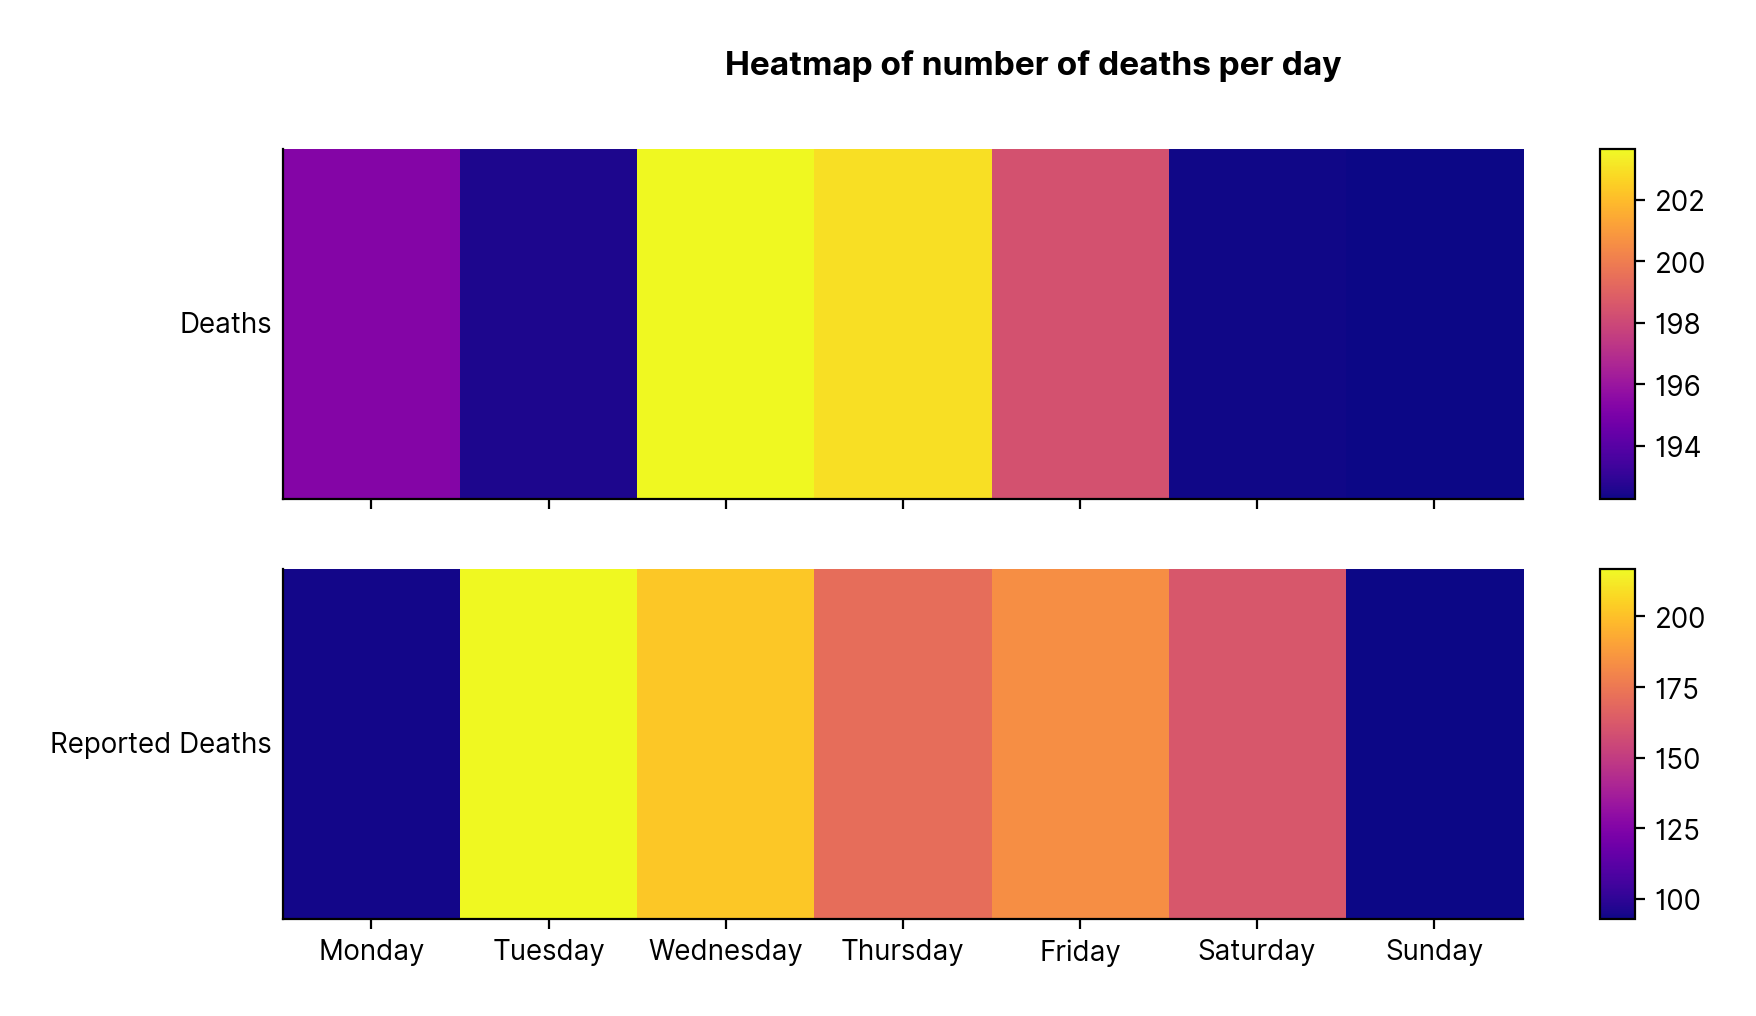 Heatmap of number of deaths per day
Deaths
202
200
198
196
194
Reported Deaths
200
175
150
125
100
Monday Tuesday Wednesday Thursday Friday Saturday Sunday